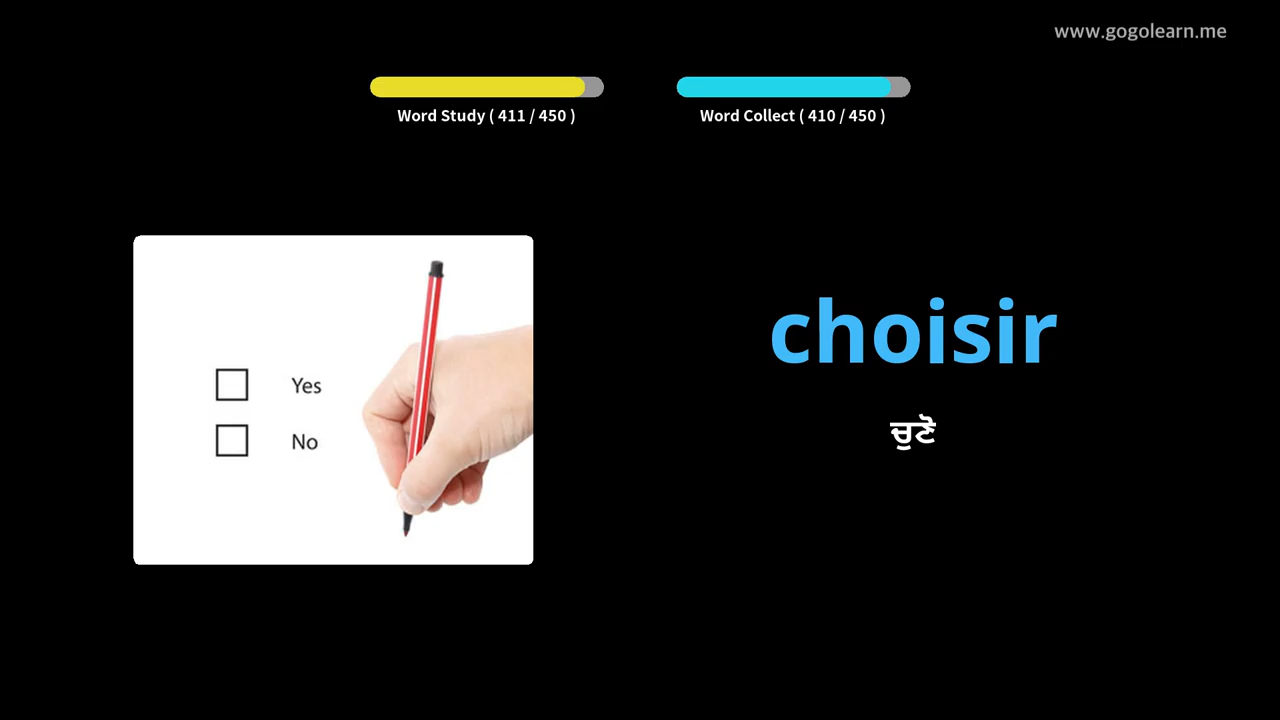 www.gogolearn.me
Word Study ( 411 / 450 )
Word Collect ( 410 / 450 )
Yes
No
choisir
ਚੁਣੋ